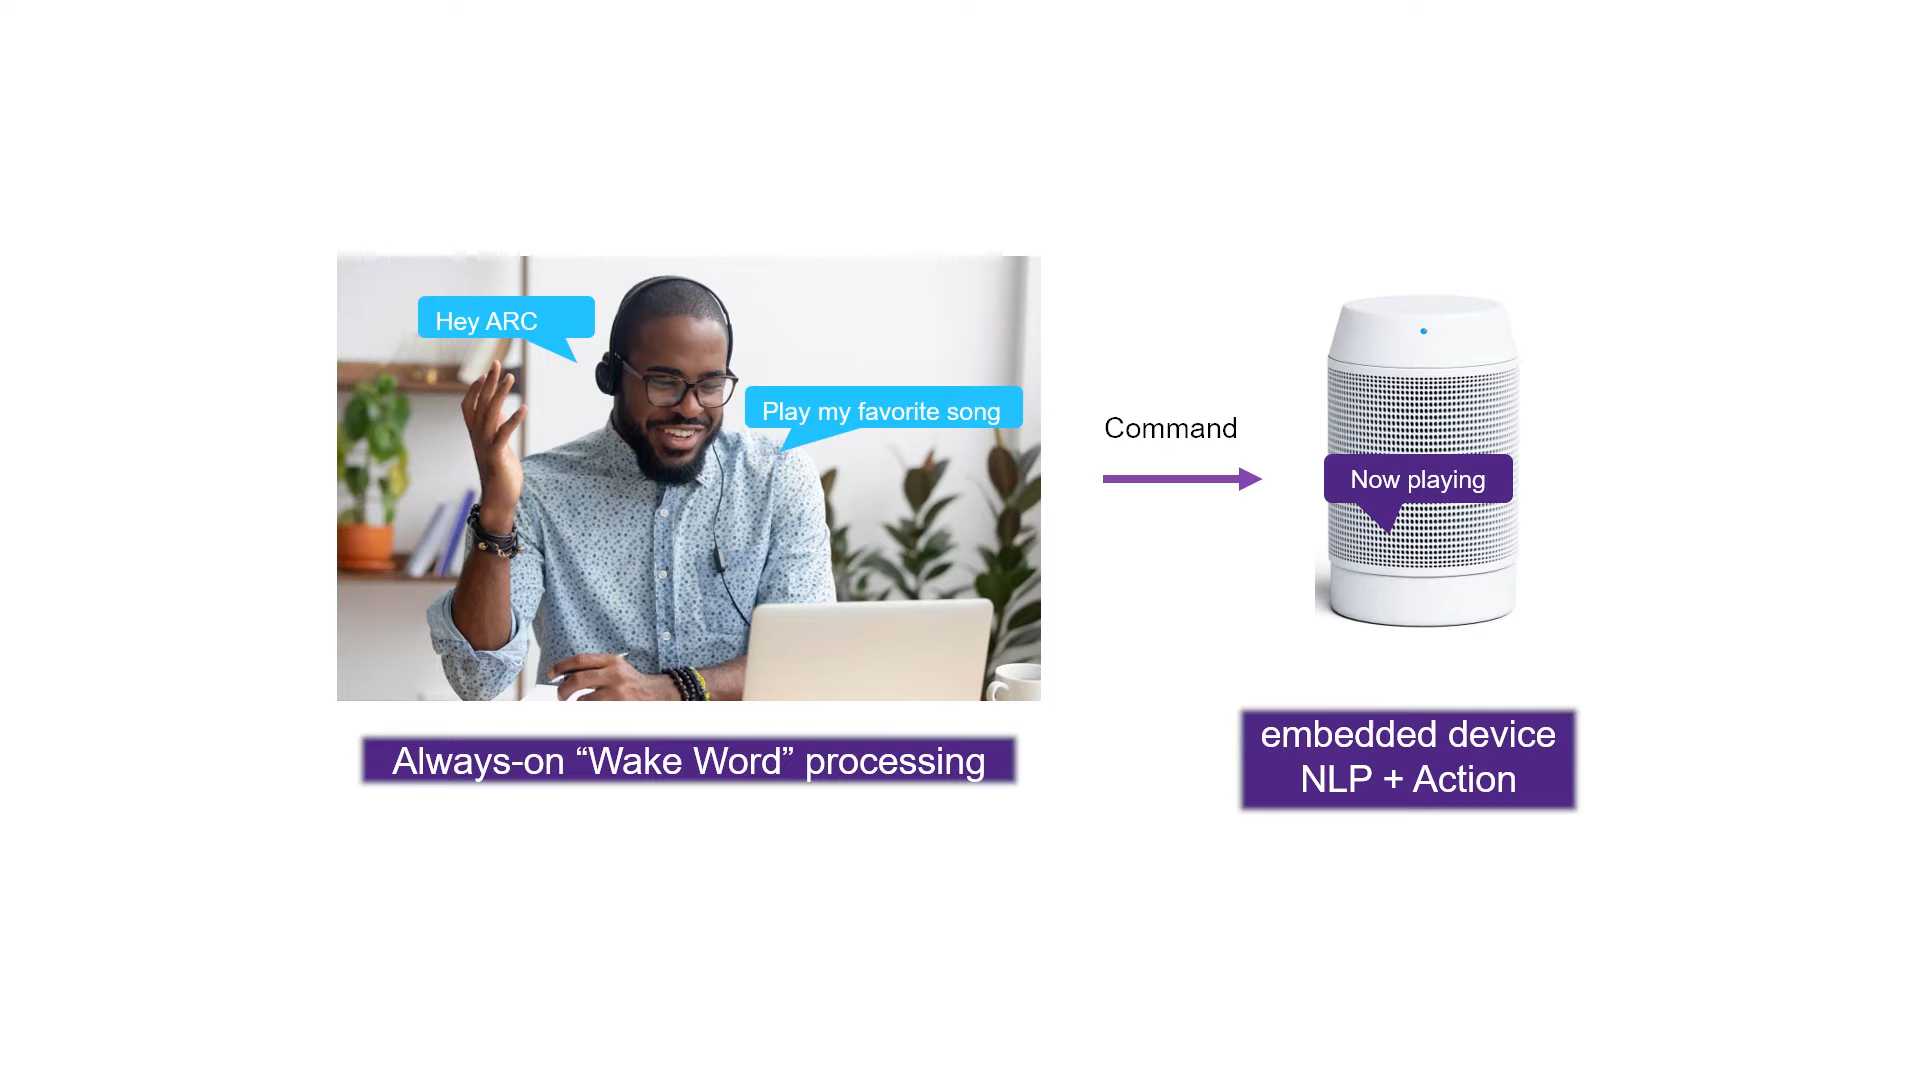 Hey ARC
Play my favorite song
Command
Now playing
Always-on “Wake Word” processing
embedded device
NLP + Action